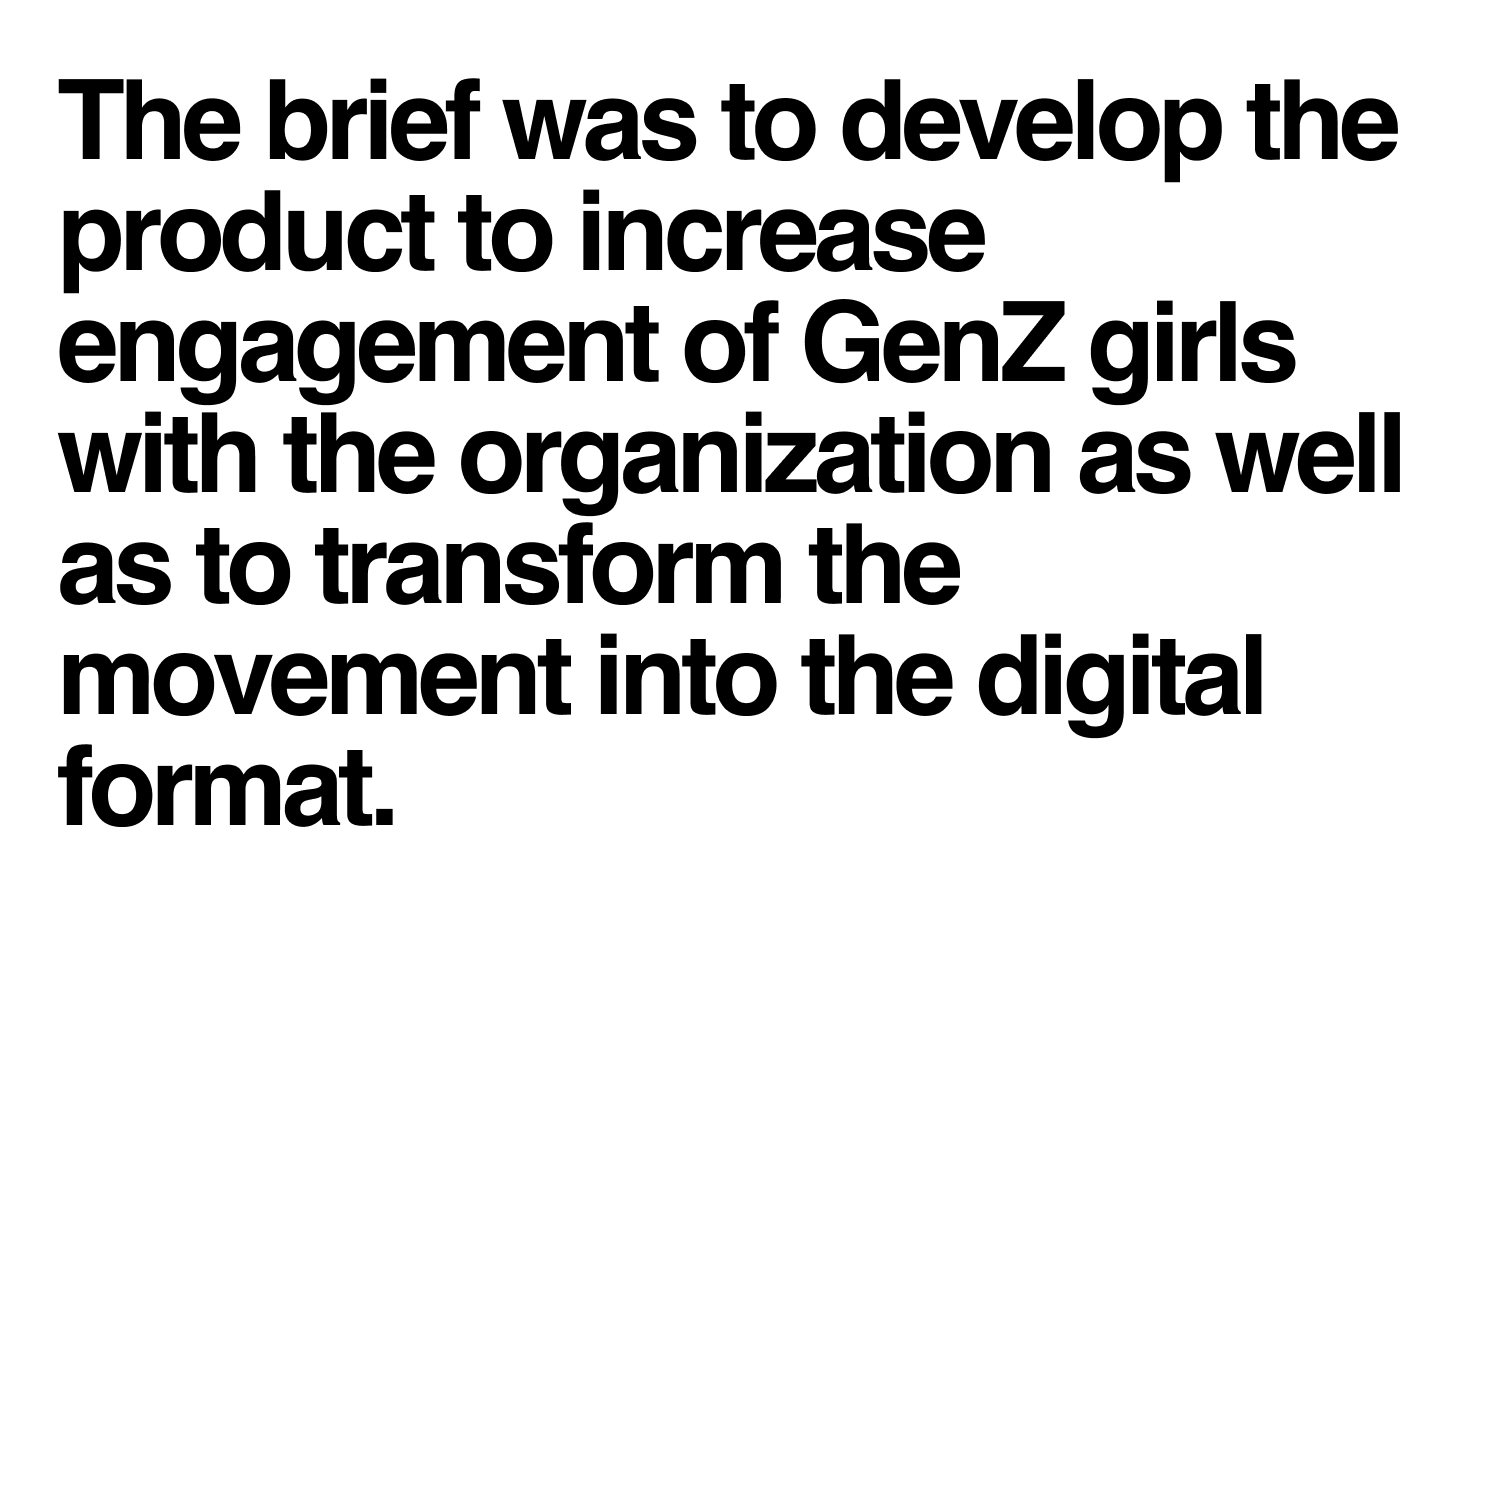 The brief was to develop the
product to increase
engagement of GenZ girls
with the organization as well
as to transform the
movement into the digital
format.